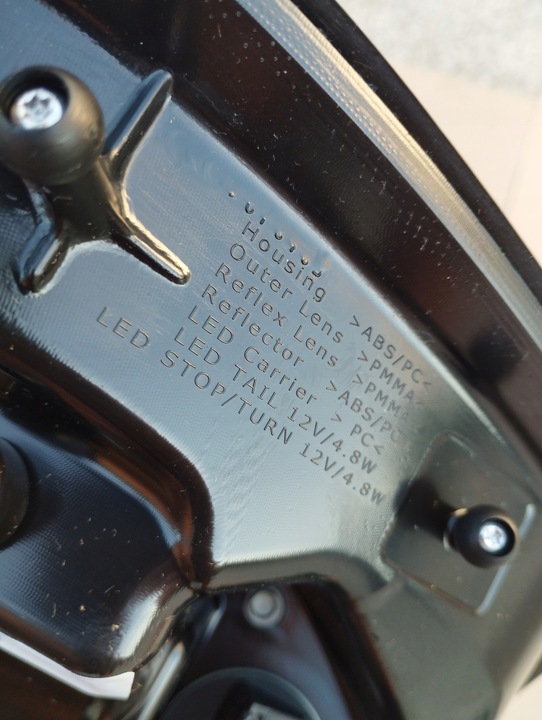 Housing >ABS/PC<
Outer Lens >PMMA<
Reflex Lens >PMMA<
Reflector >ABS/PC<
LED Carrier > PC<
LED TAIL 12V/4.8W
LED STOP/TURN 12V/4.8W